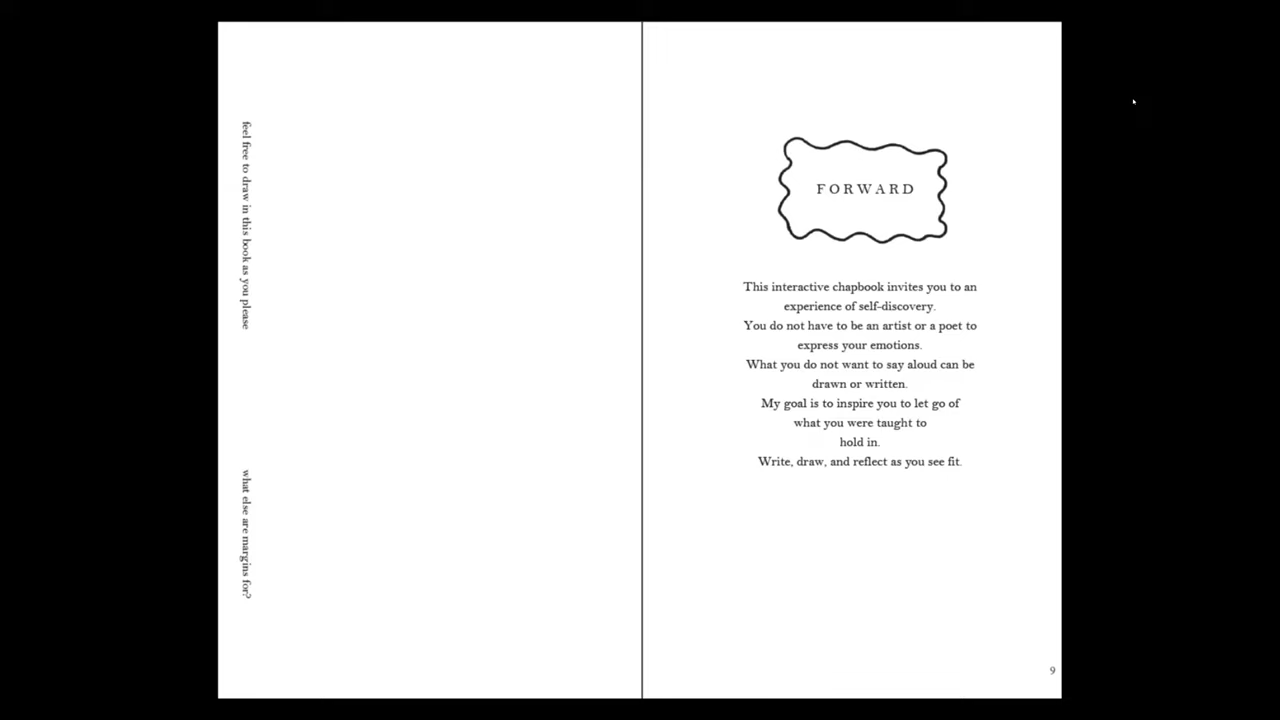 feel free to draw in this book as you please
what else are margins for?
FORWARD
This interactive chapbook invites you to an
experience of self-discovery.
You do not have to be an artist or a poet to
express your emotions.
What you do not want to say aloud can be
drawn or written.
My goal is to inspire you to let go of
what you were taught to
hold in.
Write, draw, and reflect as you see fit.
9